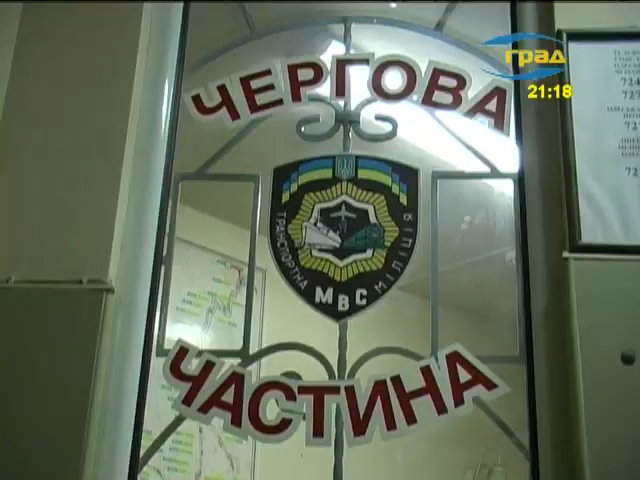 град
21:18
ЧЕРГОВА
ТРАНСПОРТНА МІЛІЦІЯ
МВС
ЧАСТИНА